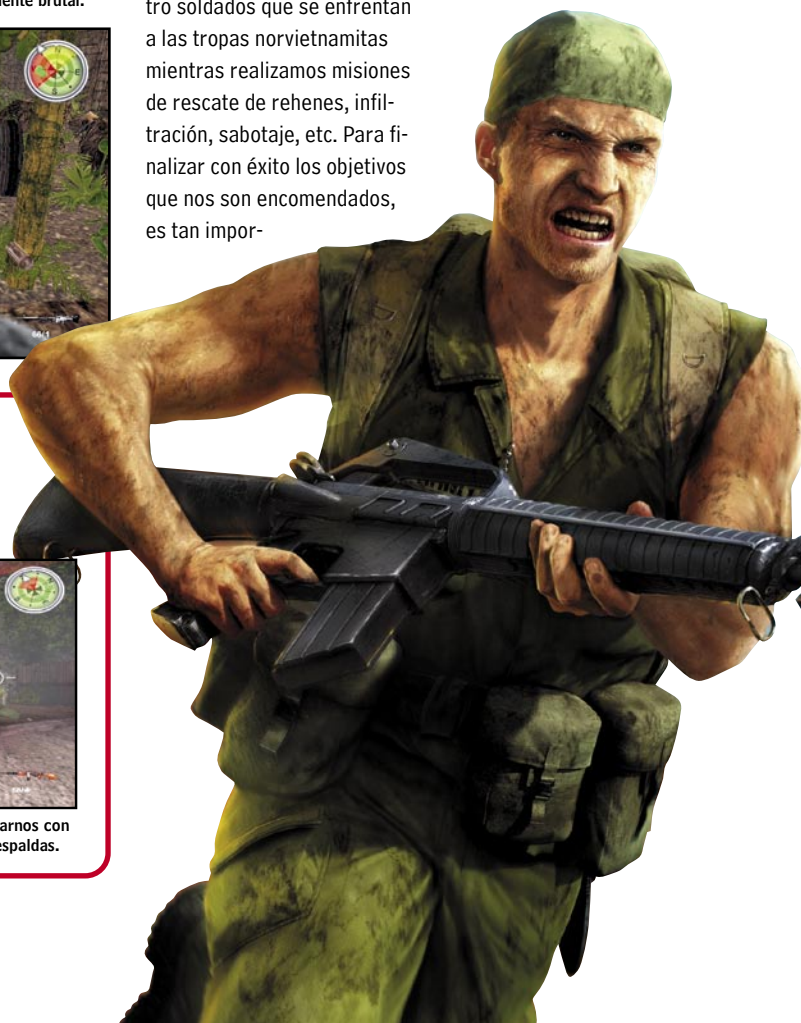 ente brutal.
tro soldados que se enfrentan
a las tropas norvietnamitas
mientras realizamos misiones
de rescate de rehenes, infil-
tración, sabotaje, etc. Para fi-
nalizar con éxito los objetivos
que nos son encomendados,
es tan impor-
arnos con
espaldas.